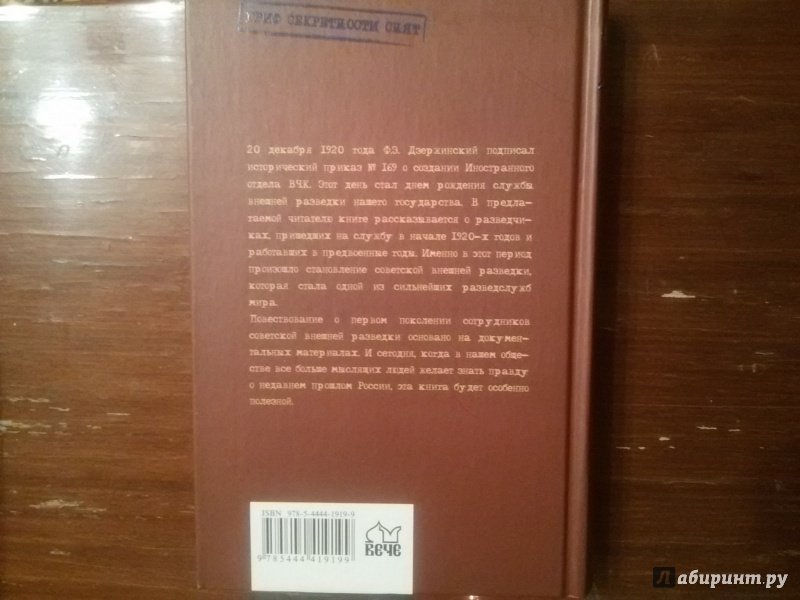 ГРИФ СЕКРЕТНОСТИ СНЯТ
20 декабря 1920 года Ф.Э. Дзержинский подписал
исторический приказ № 169 о создании Иностранного
отдела ВЧК. Этот день стал днем рождения службы
внешней разведки нашего государства. В предла-
гаемой читателю книге рассказывается о разведчи-
ках, пришедших на службу в начале 1920-х годов и
работавших в предвоенные годы. Именно в этот период
произошло становление советской внешней разведки,
которая стала одной из сильнейших разведслужб
мира.
Повествование о первом поколении сотрудников
советской внешней разведки основано на докумен-
тальных материалах. И сегодня, когда в нашем обще-
стве все больше мыслящих людей желает знать правду
о недавнем прошлом России, эта книга будет особенно
полезной.
ISBN 978-5-4444-1919-9
9 785444 419199
ВЕЧЕ
Лабиринт.ру